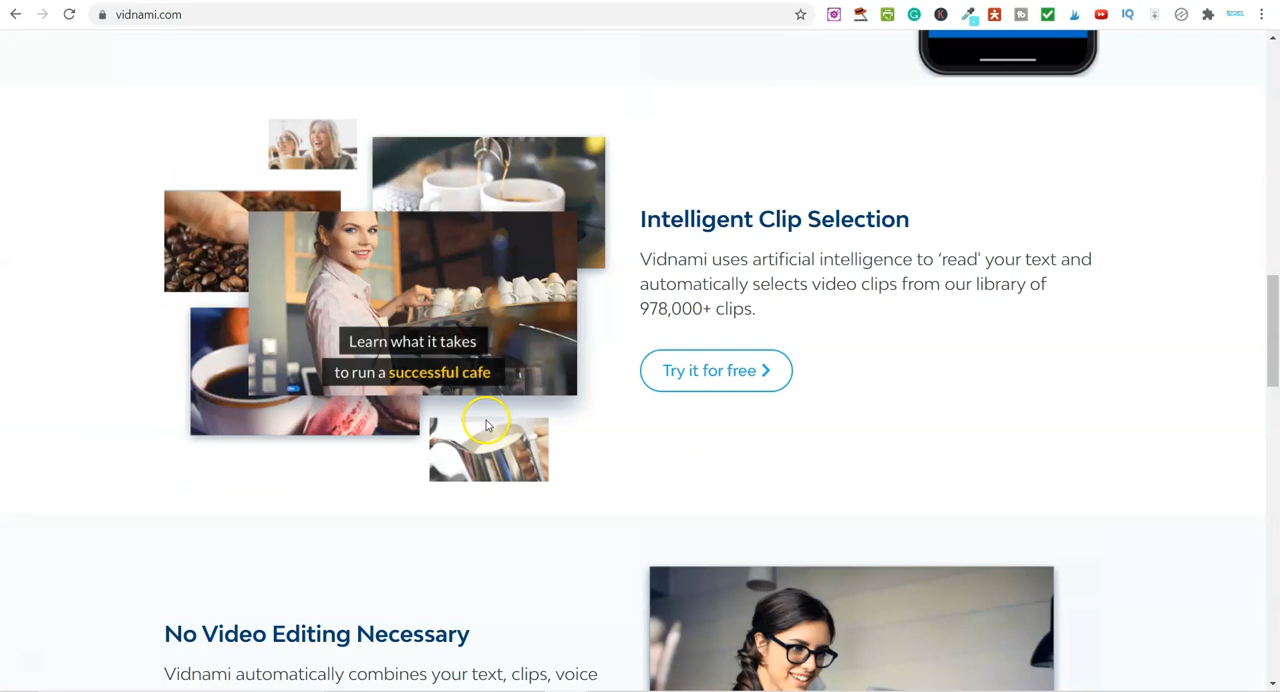 vidnami.com
Intelligent Clip Selection
Vidnami uses artificial intelligence to ‘read' your text and
automatically selects video clips from our library of
978,000+ clips.
Try it for free
Learn what it takes
to run a successful cafe
No Video Editing Necessary
Vidnami automatically combines your text, clips, voice